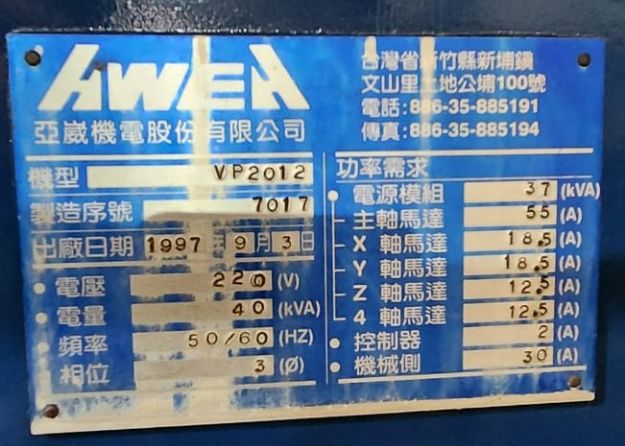 AWEA
亞崴機電股份有限公司
台灣省新竹縣新埔鎮
文山里土地公埔100號
電話:886-35-885191
傳真:886-35-885194
機型 VP2012
製造序號 7017
出廠日期 1997 年 9 月 3 日
電壓 220 (V)
電量 40 (kVA)
頻率 50/60 (HZ)
相位 3 (Ø)
功率需求
電源模組 37 (kVA)
主軸馬達 55 (A)
X 軸馬達 18.5 (A)
Y 軸馬達 18.5 (A)
Z 軸馬達 12.5 (A)
4 軸馬達 12.5 (A)
控制器 2 (A)
機械側 30 (A)